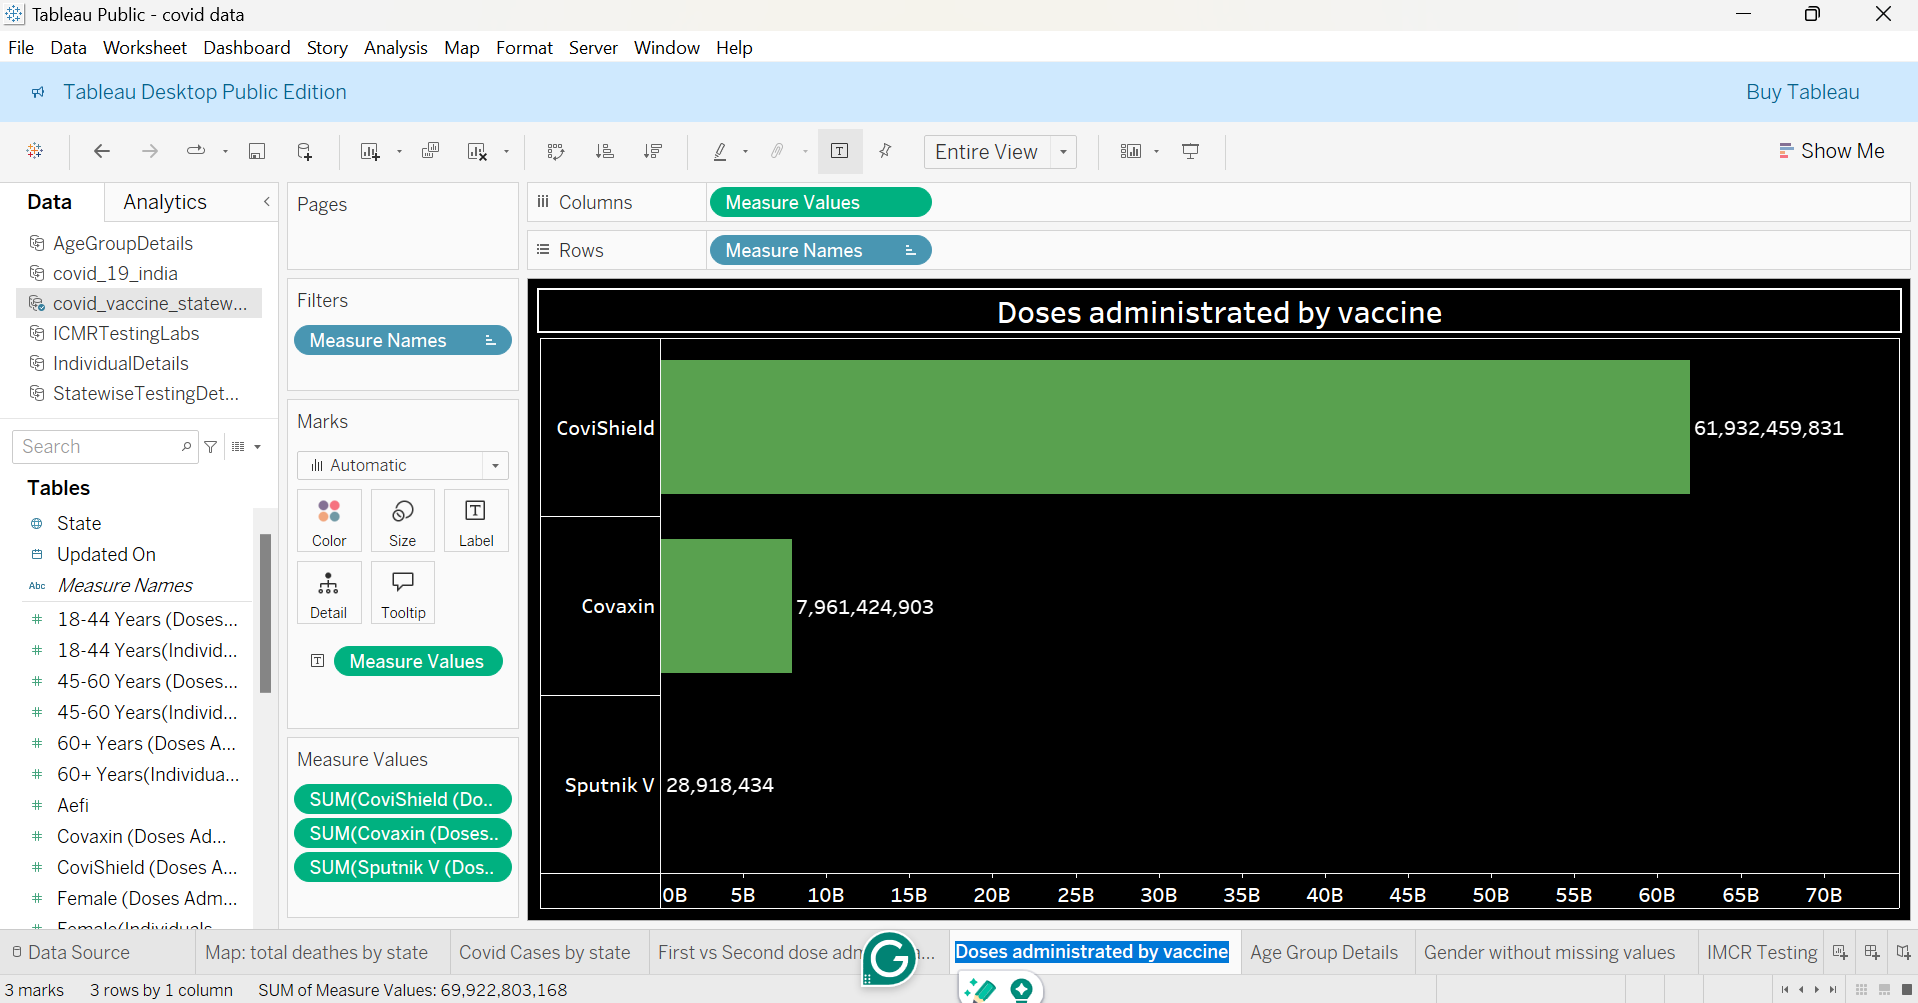 Tableau Public - covid data
File Data Worksheet Dashboard Story Analysis Map Format Server Window Help
Tableau Desktop Public Edition
Buy Tableau
Entire View
Show Me
Data
Analytics
AgeGroupDetails
covid_19_india
covid_vaccine_statew...
ICMRTestingLabs
IndividualDetails
StatewiseTestingDet...
Search
Tables
State
Updated On
Abc Measure Names
18-44 Years (Doses...
18-44 Years(Individ...
45-60 Years (Doses...
45-60 Years(Individ...
60+ Years (Doses A...
60+ Years(Individua...
Aefi
Covaxin (Doses Ad...
CoviShield (Doses A...
Female (Doses Adm...
Female(Individuals
Pages
Filters
Measure Names
Marks
Automatic
Color
Size
Label
Detail
Tooltip
Measure Values
Measure Values
SUM(CoviShield (Do..
SUM(Covaxin (Doses..
SUM(Sputnik V (Dos..
Columns
Measure Values
Rows
Measure Names
Doses administrated by vaccine
CoviShield
61,932,459,831
Covaxin
7,961,424,903
Sputnik V
28,918,434
0B 5B 10B 15B 20B 25B 30B 35B 40B 45B 50B 55B 60B 65B 70B
Data Source
Map: total deathes by state
Covid Cases by state
First vs Second dose adm
Doses administrated by vaccine
Age Group Details
Gender without missing values
IMCR Testing
3 marks
3 rows by 1 column
SUM of Measure Values: 69,922,803,168